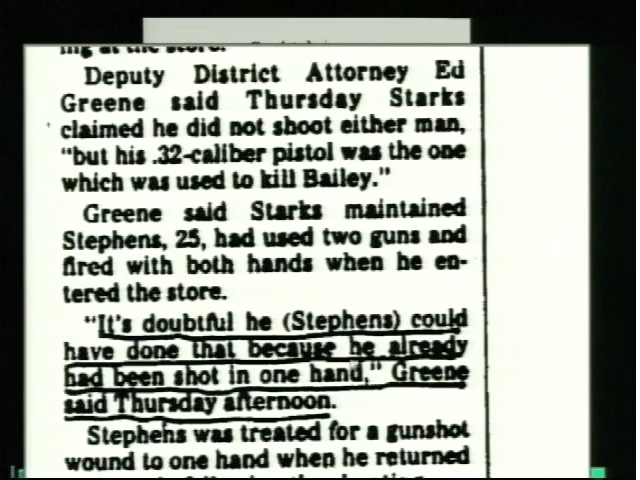 ing at the store.
Deputy District Attorney Ed
Greene said Thursday Starks
claimed he did not shoot either man,
"but his .32-caliber pistol was the one
which was used to kill Bailey."
Greene said Starks maintained
Stephens, 25, had used two guns and
fired with both hands when he en-
tered the store.
"It's doubtful he (Stephens) could
have done that because he already
had been shot in one hand," Greene
said Thursday afternoon.
Stephens was treated for a gunshot
wound to one hand when he returned